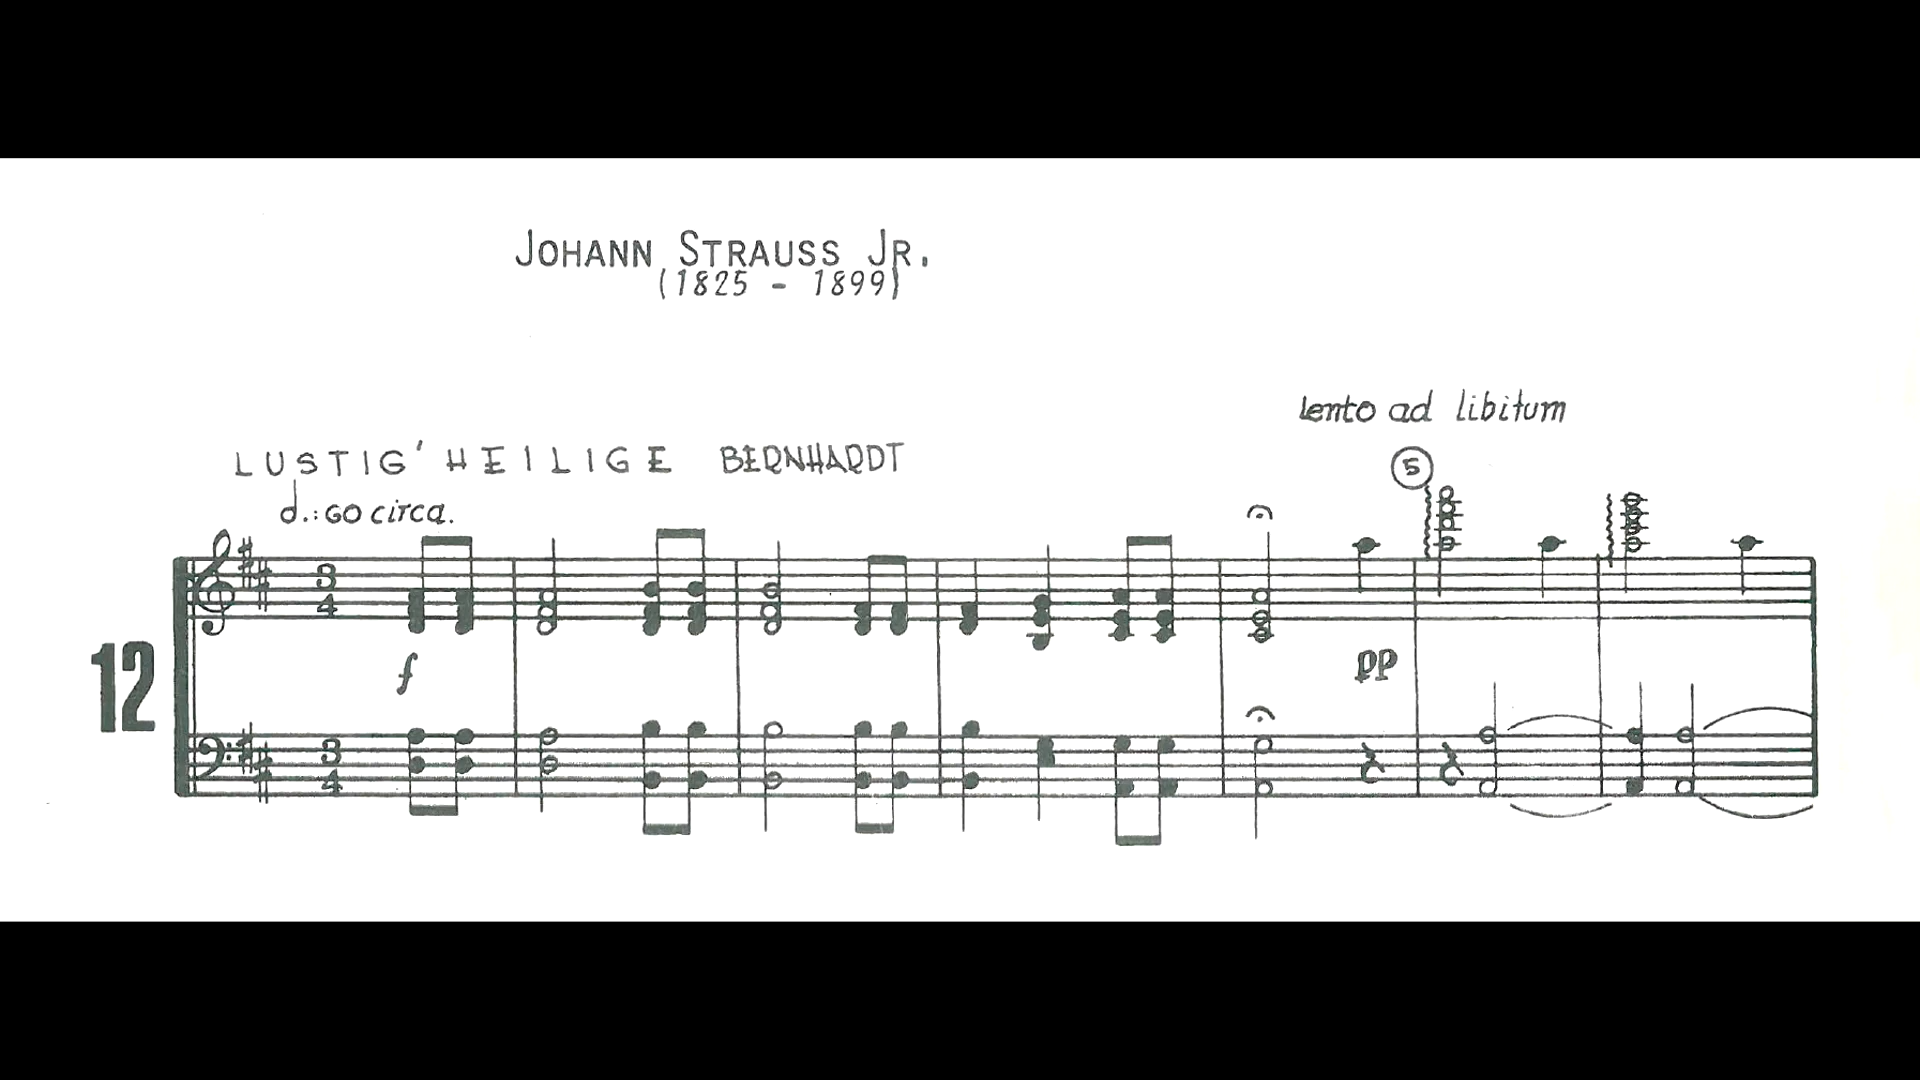 JOHANN STRAUSS JR.
(1825 - 1899)
lento ad libitum
LUSTIG' HEILIGE BERNHARDT
5
d.:60 circa.
3
4
f
pp
12
3
4